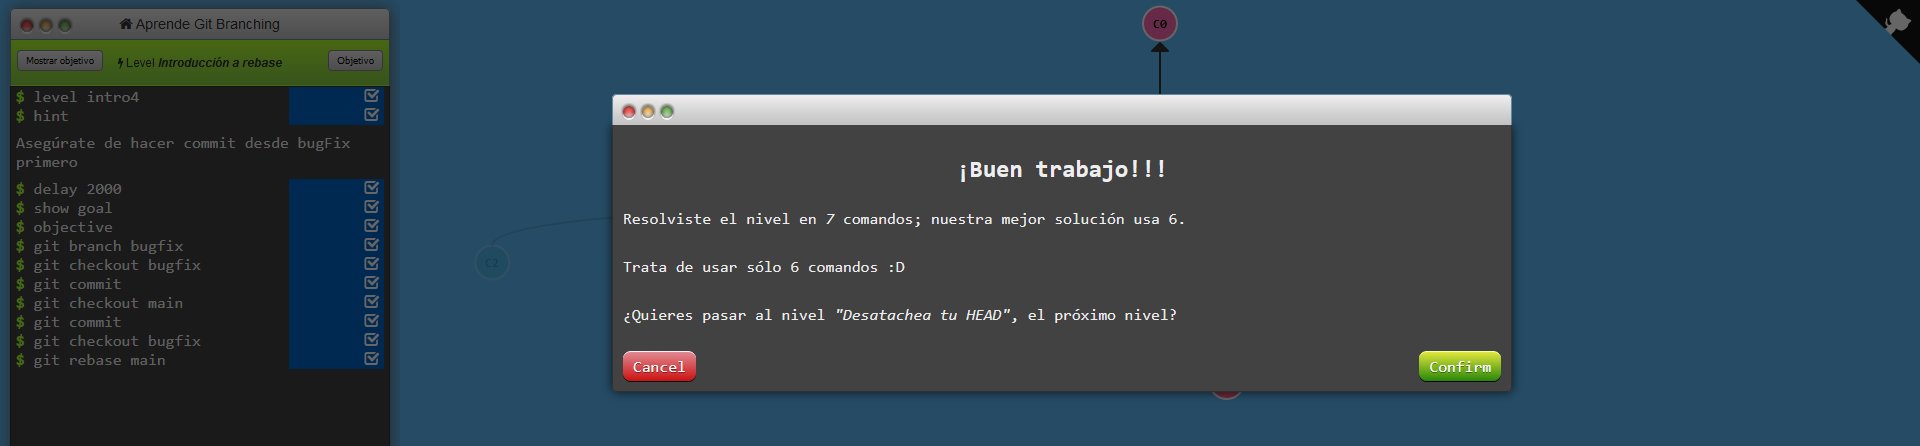 Aprende Git Branching
Mostrar objetivo
Level Introducción a rebase
Objetivo
$ level intro4
$ hint
Asegúrate de hacer commit desde bugFix
primero
$ delay 2000
$ show goal
$ objective
$ git branch bugfix
$ git checkout bugfix
$ git commit
$ git checkout main
$ git commit
$ git checkout bugfix
$ git rebase main
C0
C2
¡Buen trabajo!!!
Resolviste el nivel en 7 comandos; nuestra mejor solución usa 6.
Trata de usar sólo 6 comandos :D
¿Quieres pasar al nivel "Desatachea tu HEAD", el próximo nivel?
Cancel
Confirm